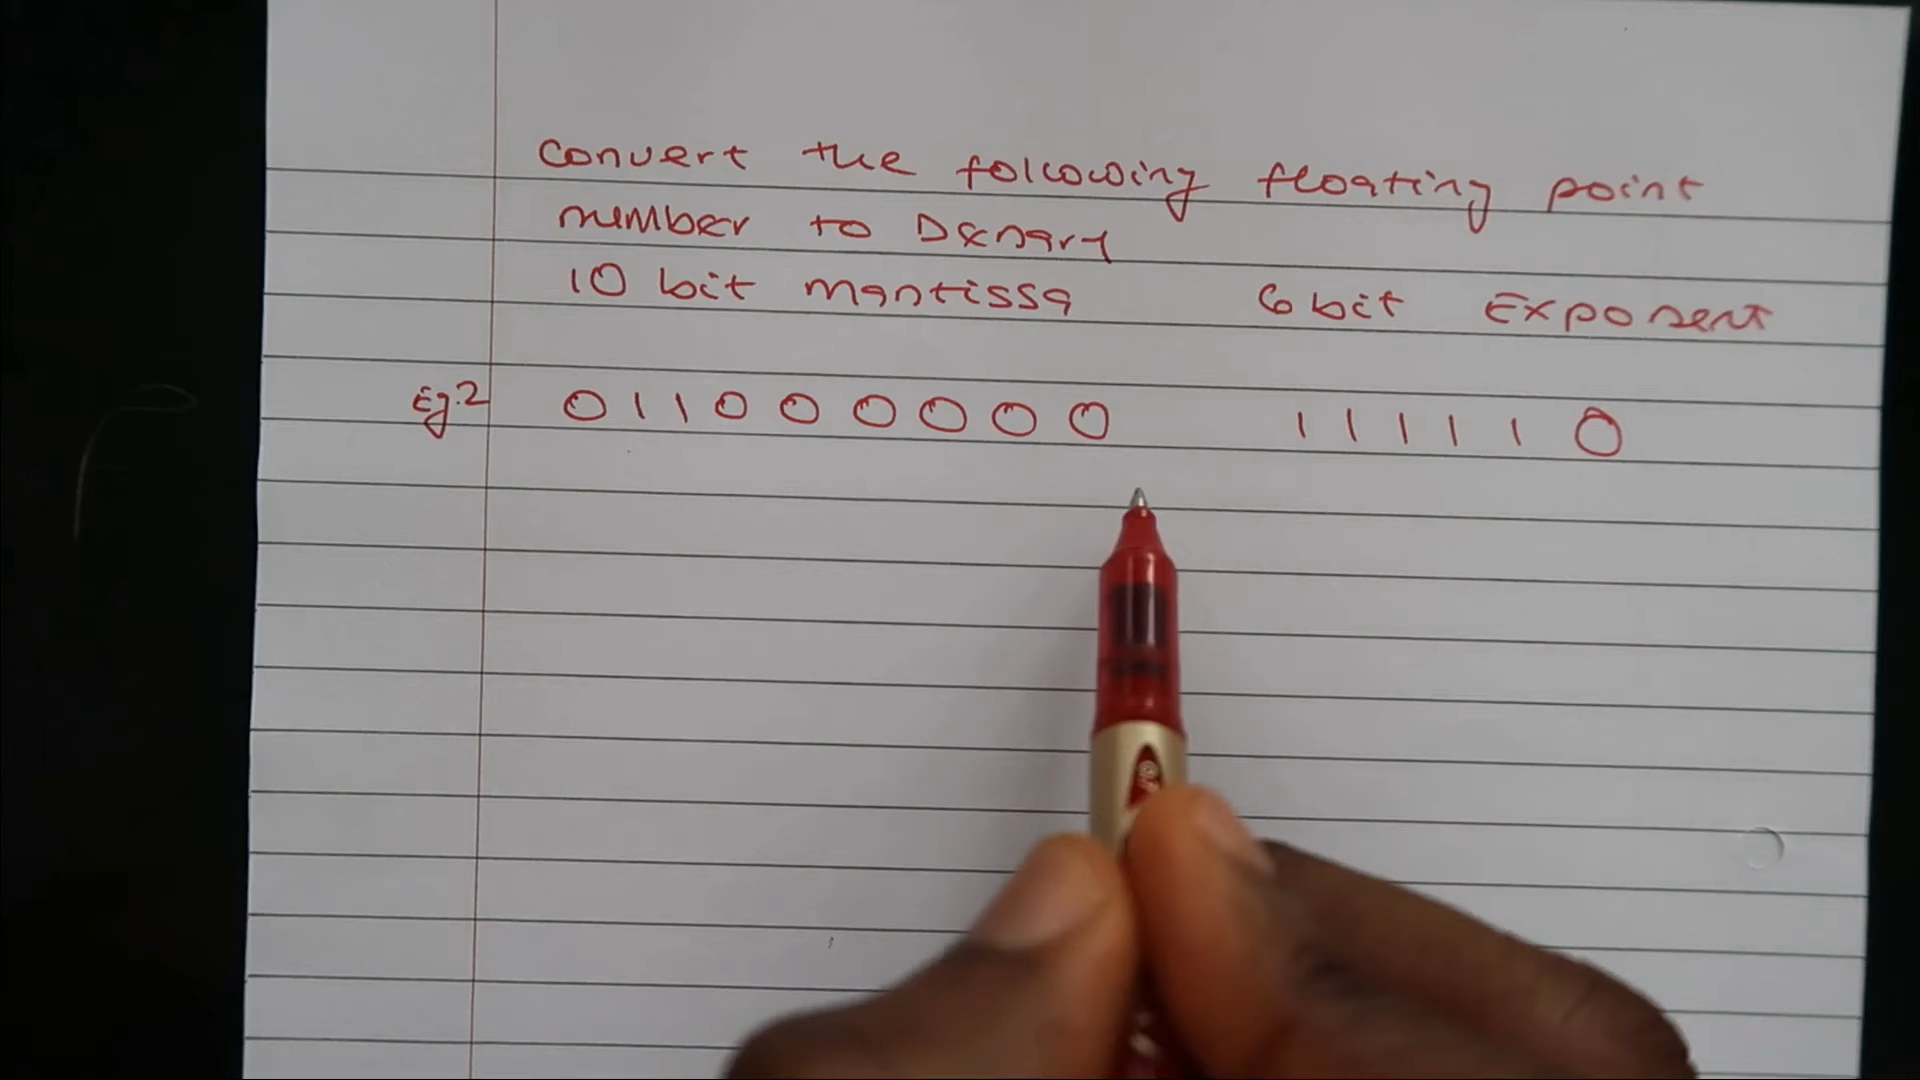 Convert the following floating point
number to Denary
10 bit mantissa 6 bit Exponent
Eg.2 0 1 1 0 0 0 0 0 0 1 1 1 1 1 0